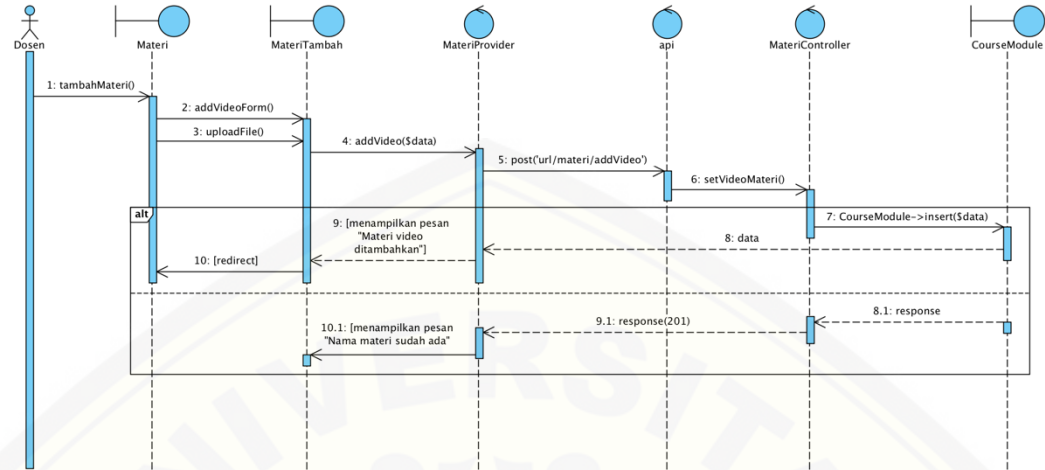 Dosen
Materi
MateriTambah
MateriProvider
api
MateriController
CourseModule
1: tambahMateri()
2: addVideoForm()
3: uploadFile()
4: addVideo($data)
5: post('url/materi/addVideo')
6: setVideoMateri()
alt
7: CourseModule->insert($data)
8: data
9: [menampilkan pesan
"Materi video
ditambahkan"]
10: [redirect]
8.1: response
9.1: response(201)
10.1: [menampilkan pesan
"Nama materi sudah ada"
UNIVERSITA